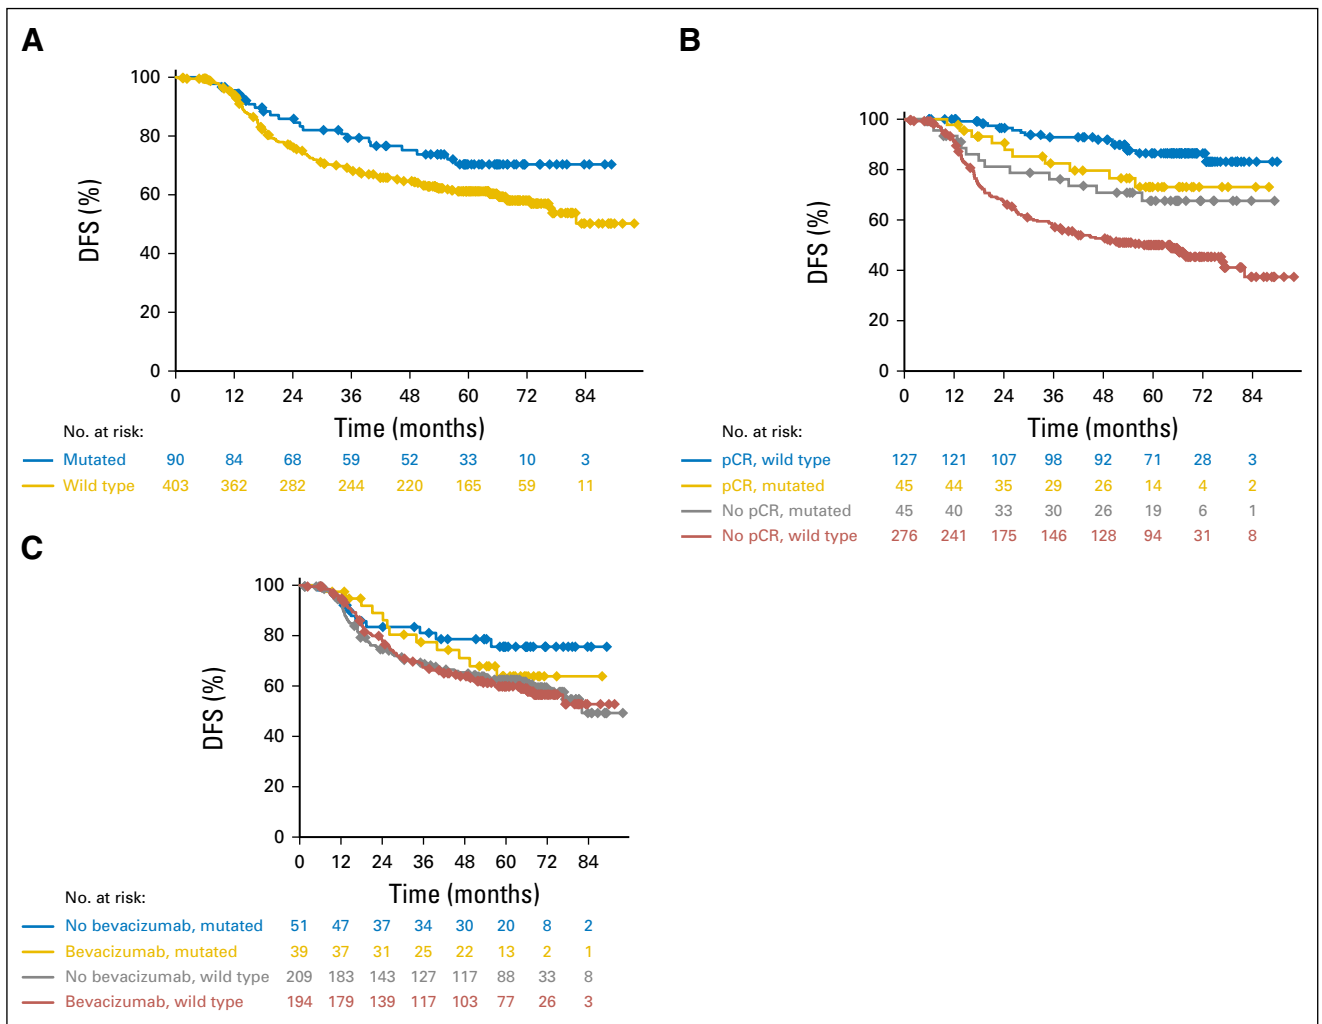 A
100
80
60
40
20
0
DFS (%)
0 12 24 36 48 60 72 84
Time (months)
No. at risk:
Mutated 90 84 68 59 52 33 10 3
Wild type 403 362 282 244 220 165 59 11
B
100
80
60
40
20
0
DFS (%)
0 12 24 36 48 60 72 84
Time (months)
No. at risk:
pCR, wild type 127 121 107 98 92 71 28 3
pCR, mutated 45 44 35 29 26 14 4 2
No pCR, mutated 45 40 33 30 26 19 6 1
No pCR, wild type 276 241 175 146 128 94 31 8
C
100
80
60
40
20
0
DFS (%)
0 12 24 36 48 60 72 84
Time (months)
No. at risk:
No bevacizumab, mutated 51 47 37 34 30 20 8 2
Bevacizumab, mutated 39 37 31 25 22 13 2 1
No bevacizumab, wild type 209 183 143 127 117 88 33 8
Bevacizumab, wild type 194 179 139 117 103 77 26 3